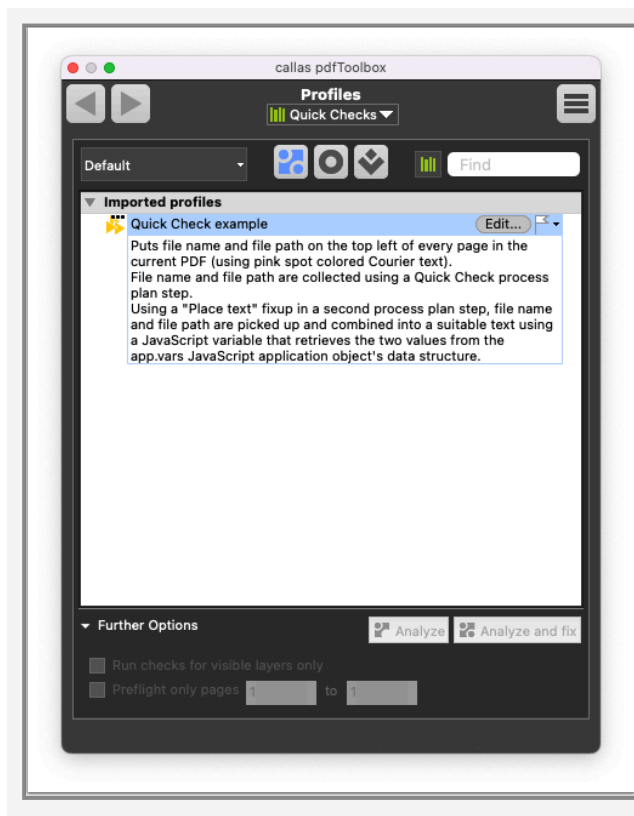 callas pdfToolbox
Profiles
Quick Checks
Default
Find
Imported profiles
Quick Check example
Edit...
Puts file name and file path on the top left of every page in the
current PDF (using pink spot colored Courier text).
File name and file path are collected using a Quick Check process
plan step.
Using a "Place text" fixup in a second process plan step, file name
and file path are picked up and combined into a suitable text using
a JavaScript variable that retrieves the two values from the
app.vars JavaScript application object's data structure.
Further Options
Analyze
Analyze and fix
Run checks for visible layers only
Preflight only pages 1 to 1